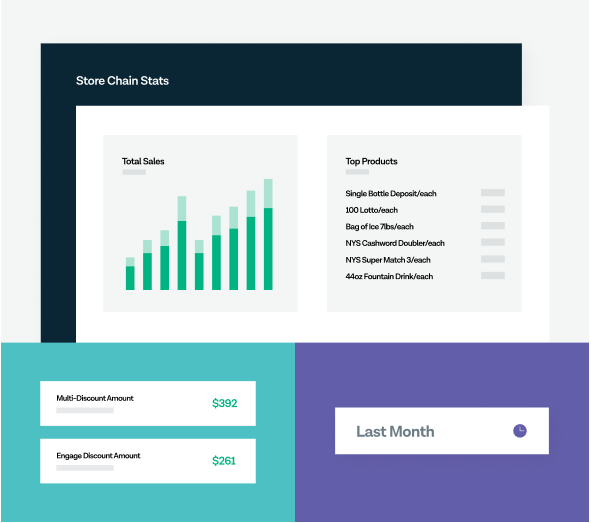 Store Chain Stats
Total Sales
Top Products
Single Bottle Deposit/each
100 Lotto/each
Bag of Ice 7lbs/each
NYS Cashword Doubler/each
NYS Super Match 3/each
44oz Fountain Drink/each
Multi-Discount Amount
$392
Engage Discount Amount
$261
Last Month